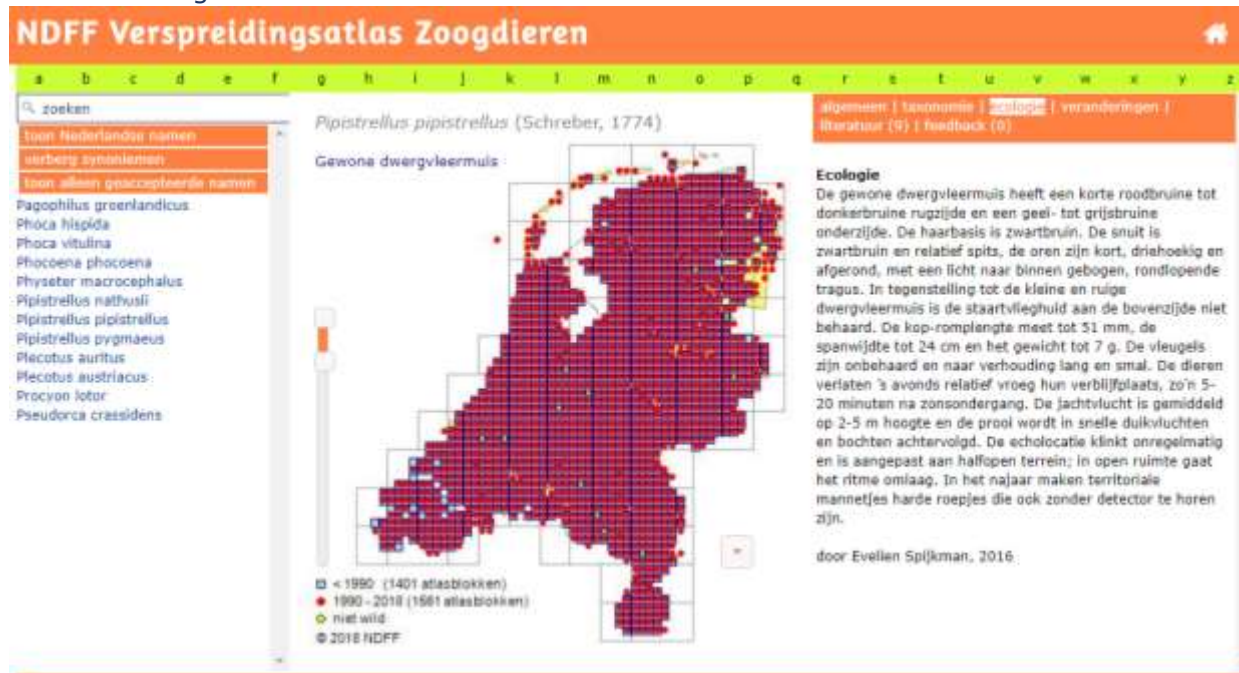 NDFF Verspreidingsatlas Zoogdieren
a b c d e f g h i j k l m n o p q r s t u v w x y z
zoeken
toon Nederlandse namen
verberg synoniemen
toon alleen geaccepteerde namen
Pagophilus groenlandicus
Phoca hispida
Phoca vitulina
Phocoena phocoena
Physeter macrocephalus
Pipistrellus nathusii
Pipistrellus pipistrellus
Pipistrellus pygmaeus
Plecotus auritus
Plecotus austriacus
Procyon lotor
Pseudorca crassidens
Pipistrellus pipistrellus (Schreber, 1774)
Gewone dwergvleermuis
< 1990 (1401 atlasblokken)
1990 - 2018 (1561 atlasblokken)
niet wild
© 2018 NDFF
algemeen | taxonomie | ecologie | veranderingen |
literatuur (9) | feedback (0)
Ecologie
De gewone dwergvleermuis heeft een korte roodbruine tot
donkerbruine rugzijde en een geel- tot grijsbruine
onderzijde. De haarbasis is zwartbruin. De snuit is
zwartbruin en relatief spits, de oren zijn kort, driehoekig en
afgerond, met een licht naar binnen gebogen, rondlopende
tragus. In tegenstelling tot de kleine en ruige
dwergvleermuis is de staartvlieghuid aan de bovenzijde niet
behaard. De kop-romplengte meet tot 51 mm, de
spanwijdte tot 24 cm en het gewicht tot 7 g. De vleugels
zijn onbehaard en naar verhouding lang en smal. De dieren
verlaten 's avonds relatief vroeg hun verblijfplaats, zo'n 5-
20 minuten na zonsondergang. De jachtvlucht is gemiddeld
op 2-5 m hoogte en de prooi wordt in snelle duikvluchten
en bochten achtervolgd. De echolocatie klinkt onregelmatig
en is aangepast aan halfopen terrein; in open ruimte gaat
het ritme omlaag. In het najaar maken territoriale
mannetjes harde roepjes die ook zonder detector te horen
zijn.
door Evelien Spijkman, 2016